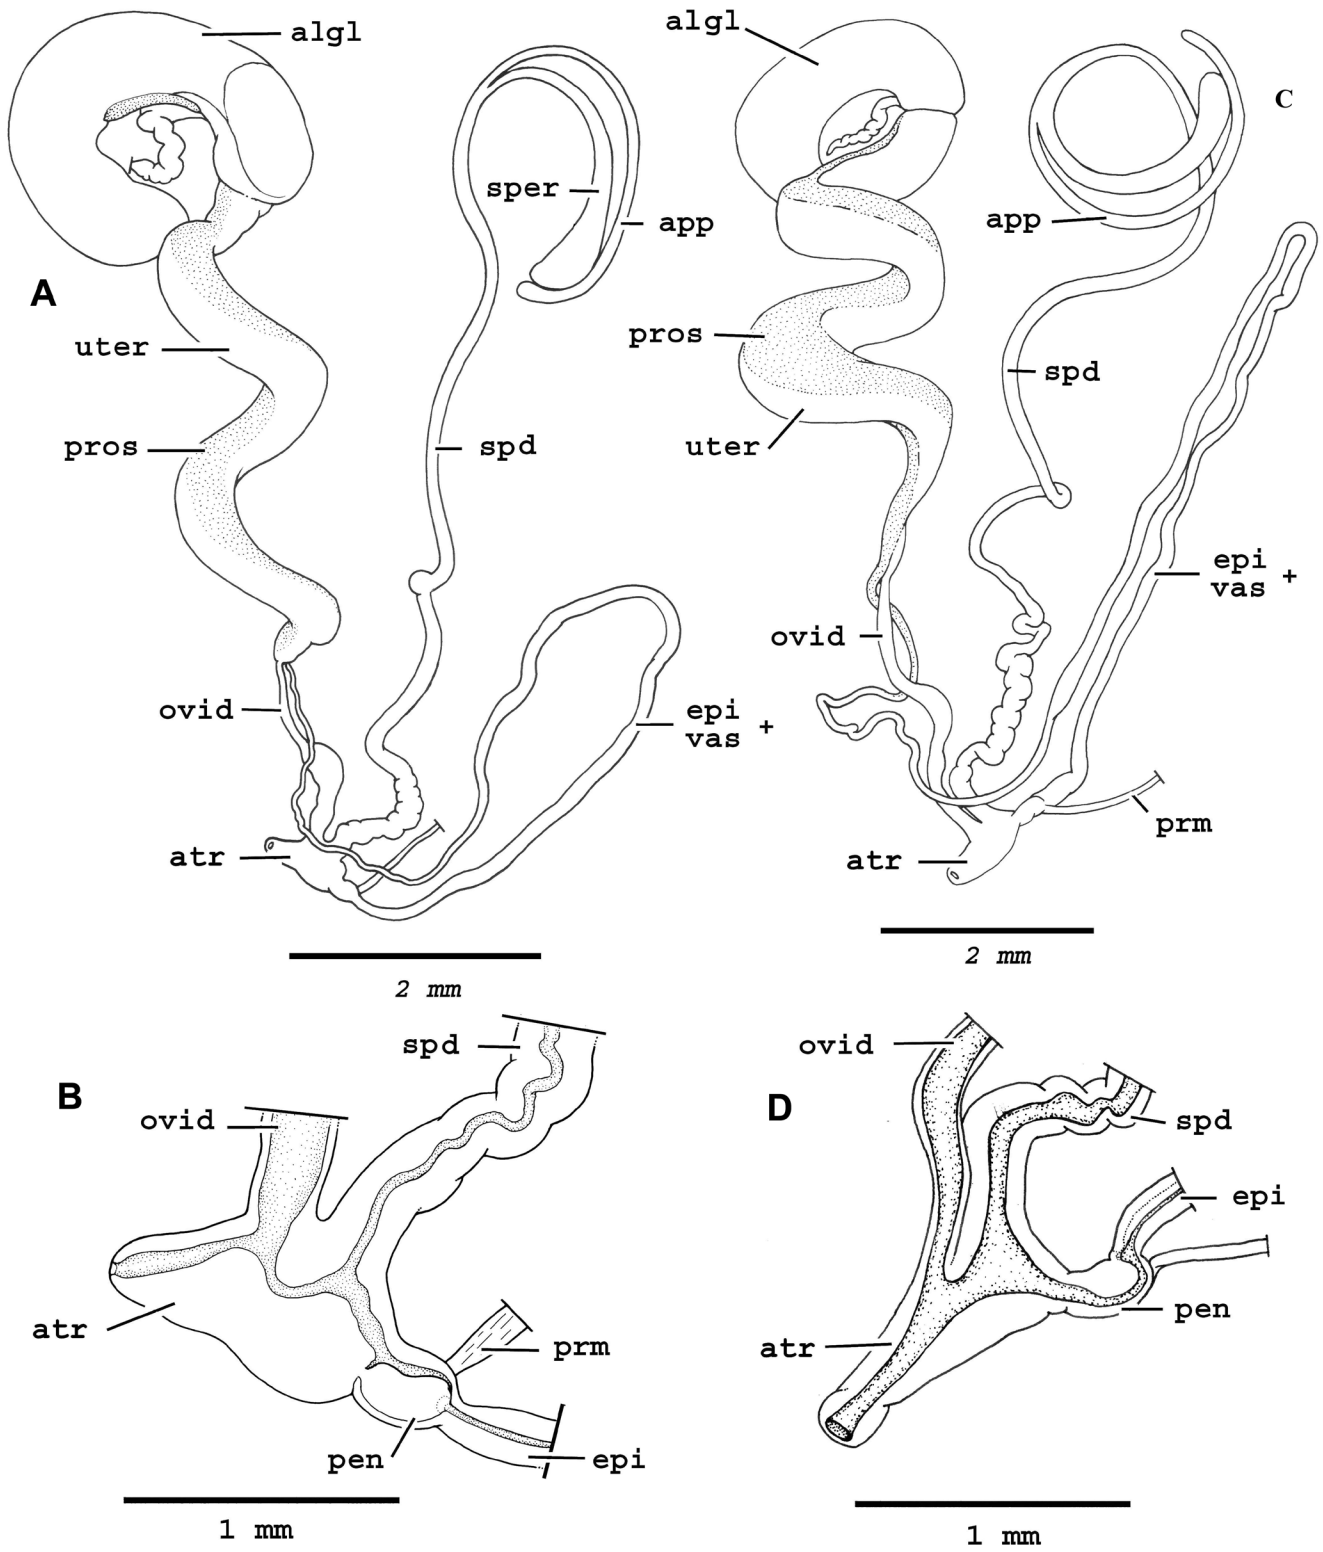 algl
sper
app
A
uter
pros
spd
ovid
epi
vas +
atr
2 mm
algl
C
app
pros
spd
uter
epi
vas +
ovid
prm
atr
2 mm
B
spd
ovid
atr
prm
pen
epi
1 mm
D
ovid
spd
epi
pen
atr
1 mm